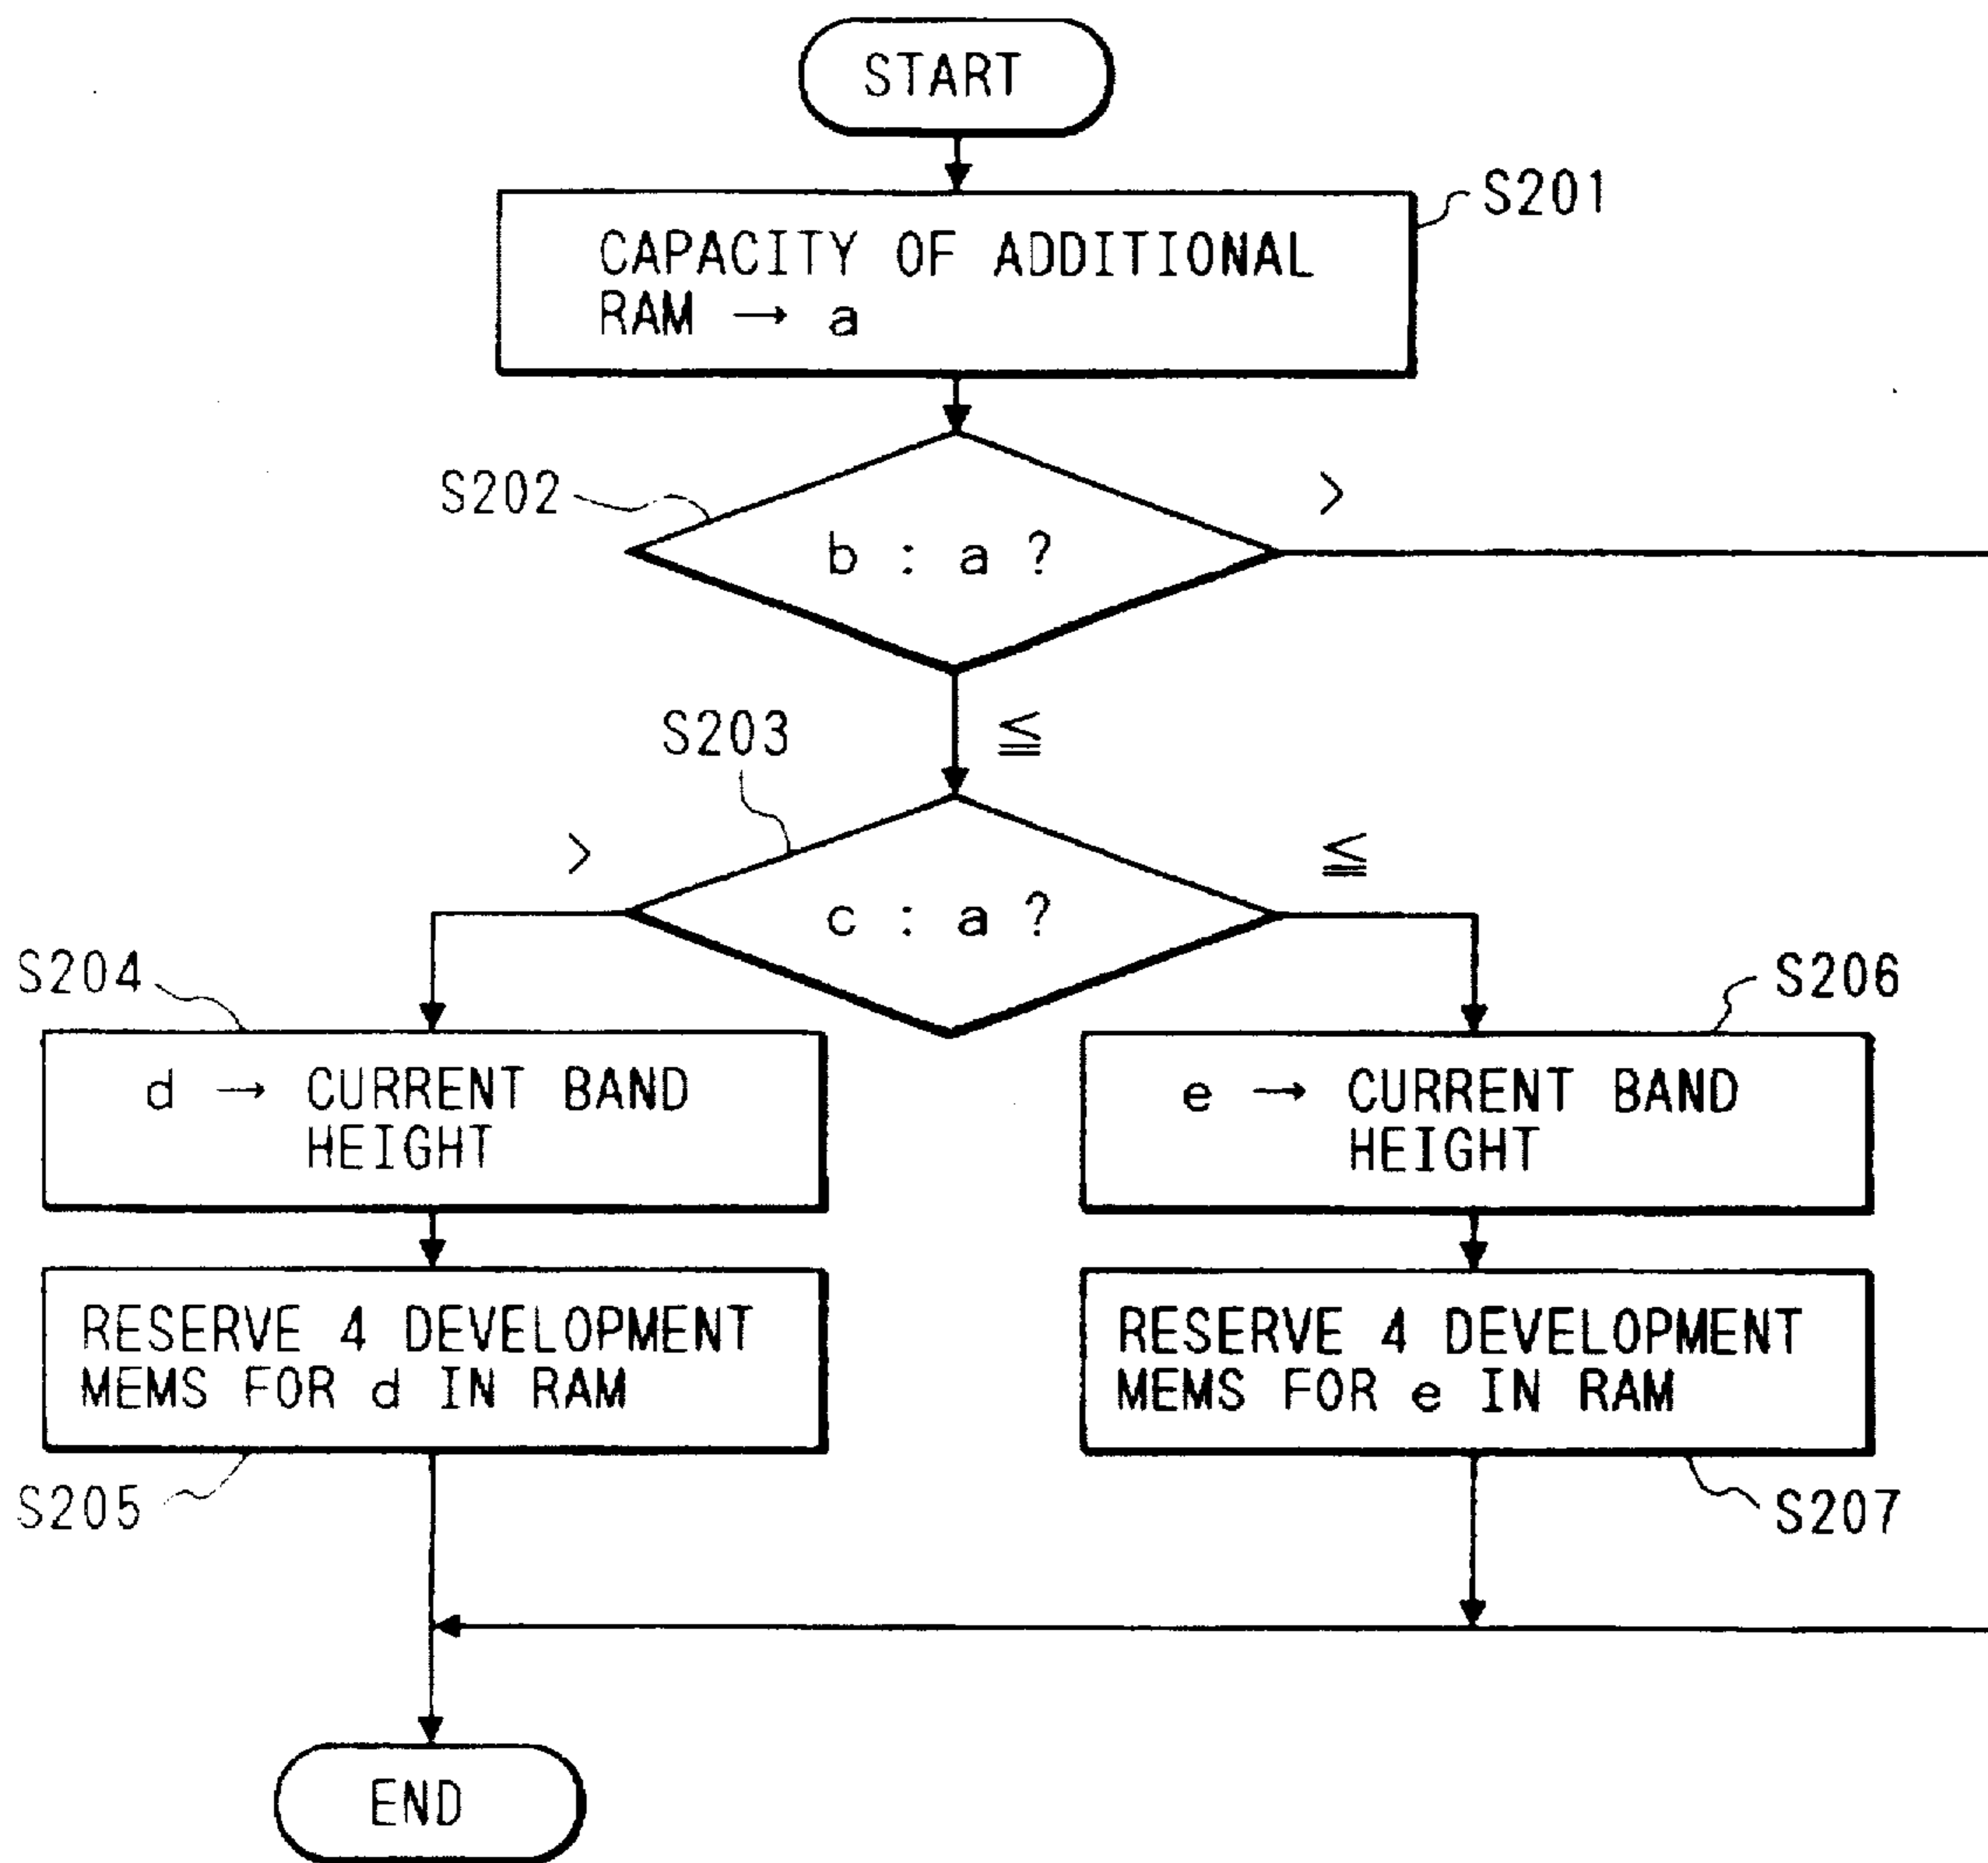 START
S201
CAPACITY OF ADDITIONAL
RAM → a
S202
>
b : a ?
S203
≦
>
≦
c : a ?
S204
S206
d → CURRENT BAND
HEIGHT
e → CURRENT BAND
HEIGHT
RESERVE 4 DEVELOPMENT
MEMS FOR d IN RAM
RESERVE 4 DEVELOPMENT
MEMS FOR e IN RAM
S205
S207
END